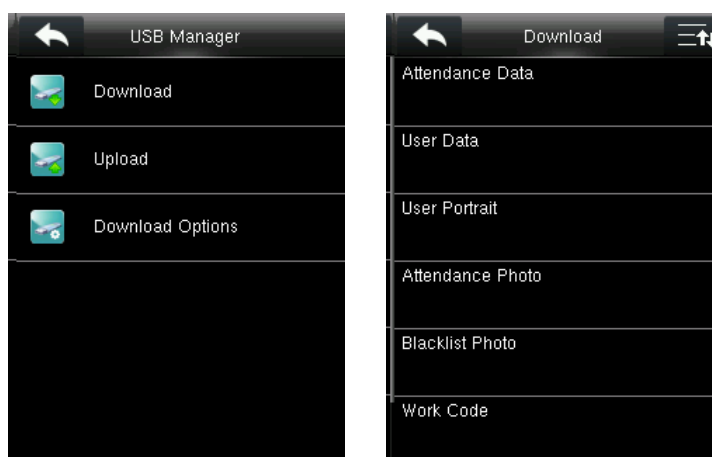 USB Manager
Download
Upload
Download Options
Download
Attendance Data
User Data
User Portrait
Attendance Photo
Blacklist Photo
Work Code